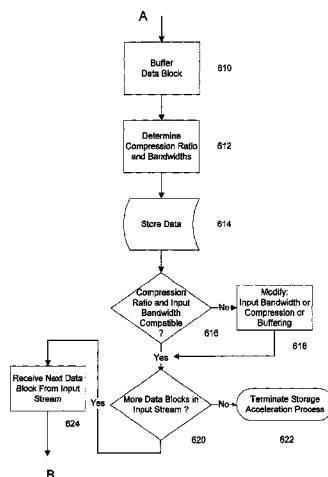 A
Buffer
Data Block
610
Determine
Compression Ratio
and Bandwidths
612
Store Data
614
Compression
Ratio and Input
Bandwidth
Compatible
?
616
No
Modify:
Input Bandwidth or
Compression or
Buffering
618
Yes
Receive Next Data
Block From Input
Stream
624
Yes
More Data Blocks in
Input Stream ?
620
No
Terminate Storage
Acceleration Process
622
B